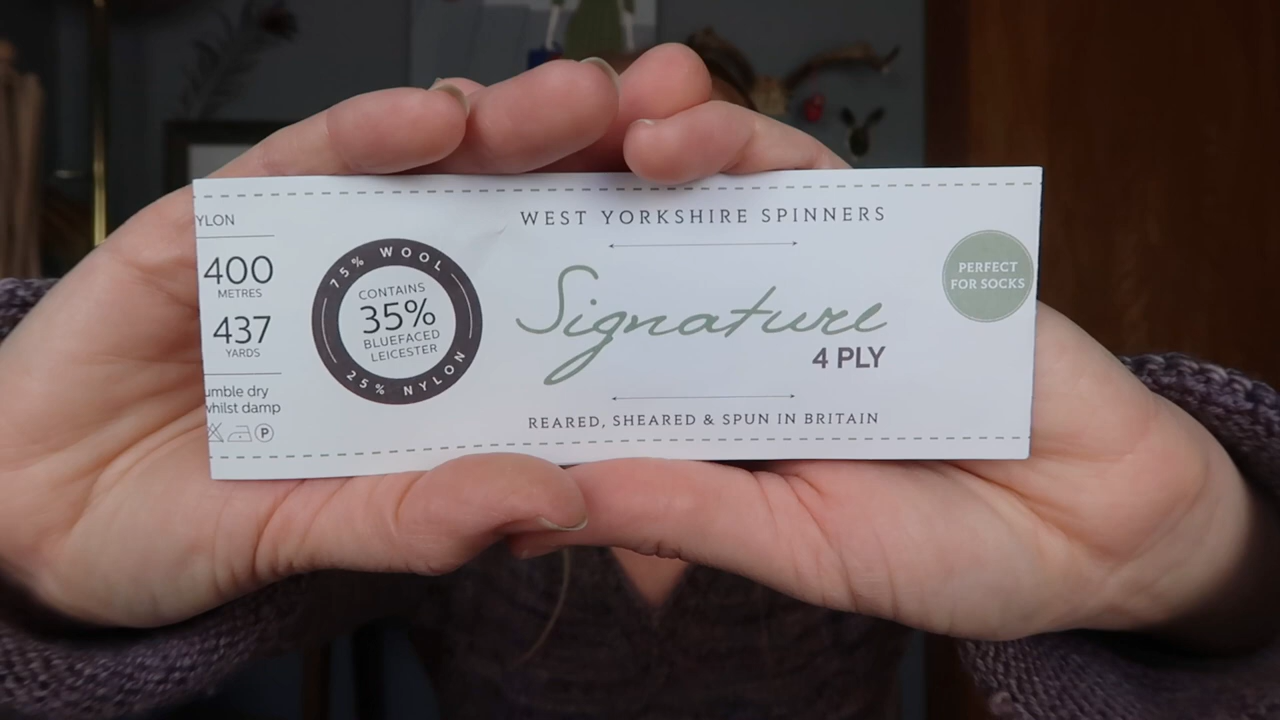 YLON
400
METRES
437
YARDS
umble dry
whilst damp
P
75% WOOL
CONTAINS
35%
BLUEFACED
LEICESTER
25% NYLON
WEST YORKSHIRE SPINNERS
Signature
4 PLY
REARED, SHEARED & SPUN IN BRITAIN
PERFECT
FOR SOCKS